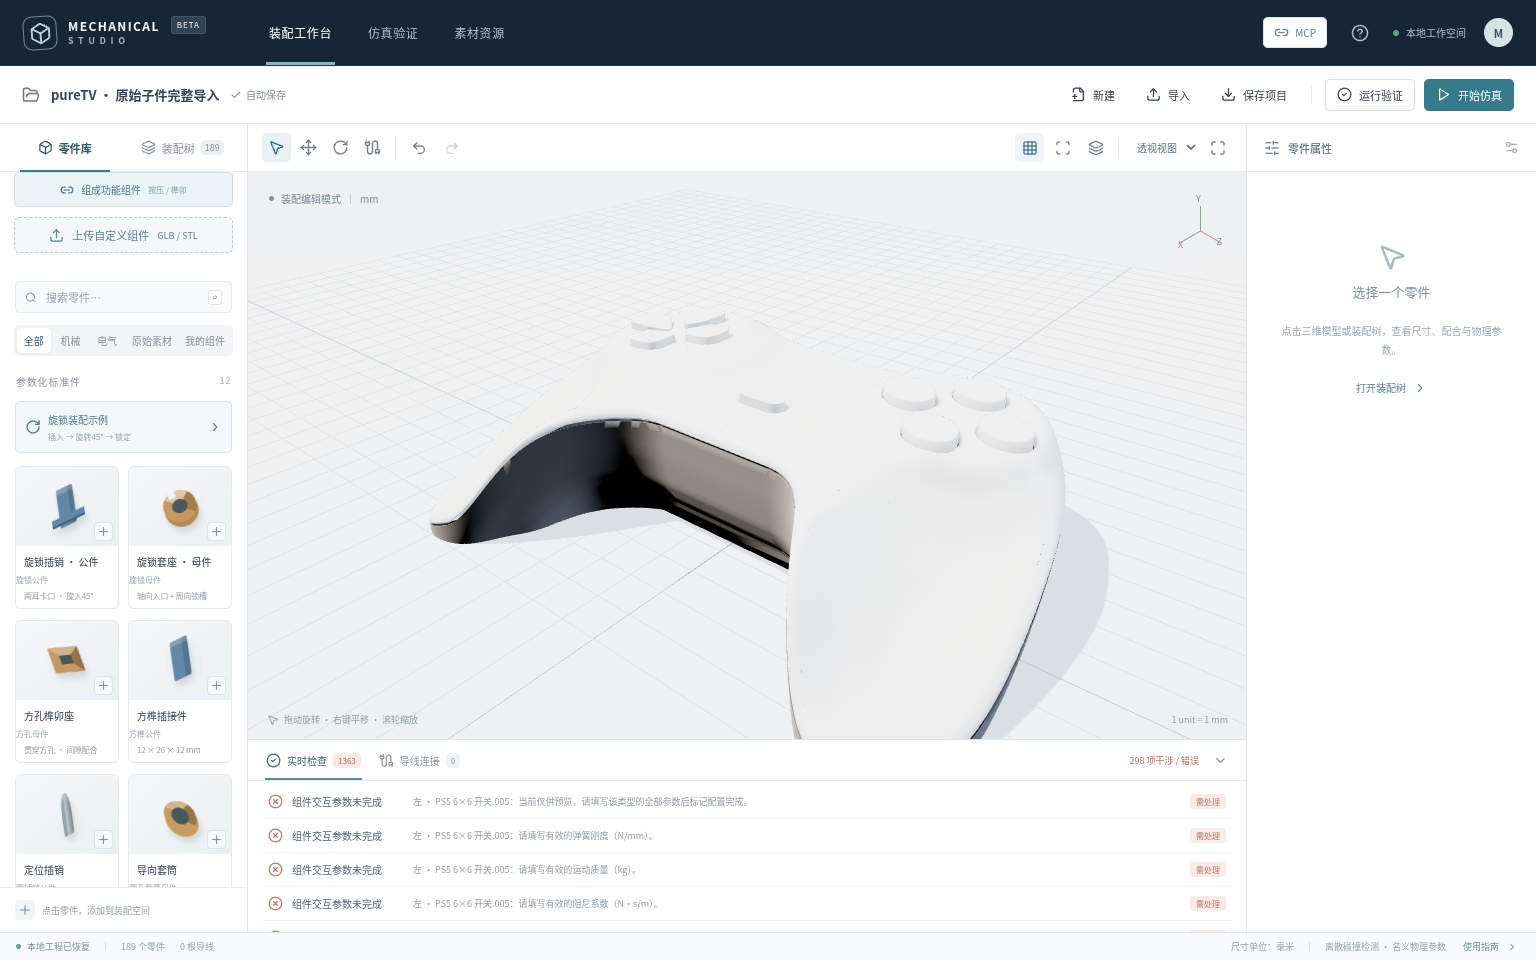 MECHANICAL
STUDIO
BETA
装配工作台
仿真验证
素材资源
MCP
本地工作空间
M
pureTV · 原始子件完整导入
自动保存
新建
导入
保存项目
运行验证
开始仿真
零件库
装配树 189
透视视图
零件属性
组成功能组件 按压 / 榫卯
上传自定义组件 GLB / STL
搜索零件…
全部
机械
电气
原始素材
我的组件
参数化标准件 12
旋锁装配示例
插入 → 旋转45° → 锁定
旋锁插销 · 公件
旋锁公件
两耳卡口 · 旋入45°
旋锁套座 · 母件
旋锁母件
轴向入口 + 周向锁槽
方孔榫卯座
方孔母件
贯穿方孔 · 间隙配合
方榫插接件
方榫公件
12 × 26 × 12 mm
定位插销
导向套筒
点击零件，添加到装配空间
装配编辑模式 | mm
Y
X
Z
拖动旋转 · 右键平移 · 滚轮缩放
1 unit = 1 mm
选择一个零件
点击三维模型或装配树，查看尺寸、配合与物理参
数。
打开装配树
实时检查 1363
导线连接 0
298 项干涉 / 错误
组件交互参数未完成 左 · PS5 6×6 开关.005：当前仅供预览，请填写该类型的全部参数后标记配置完成。 需处理
组件交互参数未完成 左 · PS5 6×6 开关.005：请填写有效的弹簧刚度（N/mm）。 需处理
组件交互参数未完成 左 · PS5 6×6 开关.005：请填写有效的运动质量（kg）。 需处理
组件交互参数未完成 左 · PS5 6×6 开关.005：请填写有效的阻尼系数（N·s/m）。 需处理
本地工程已恢复
189 个零件
0 根导线
尺寸单位：毫米
离散碰撞检测 · 名义物理参数
使用指南